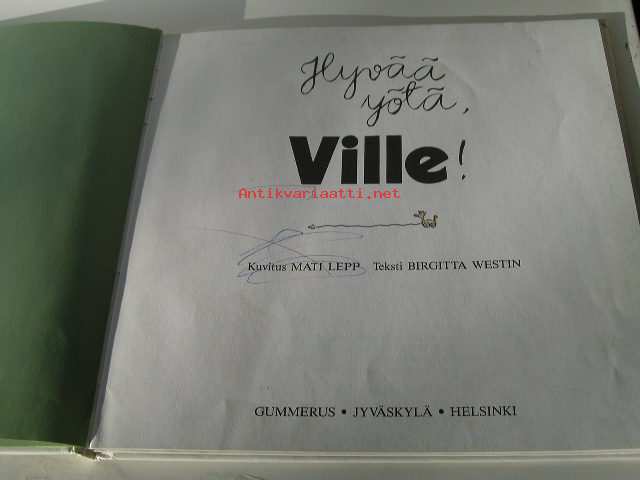 Hyvää
yötä,
Ville!
Antikvariaatti.net
Kuvitus MATI LEPP Teksti BIRGITTA WESTIN
GUMMERUS • JYVÄSKYLÄ • HELSINKI